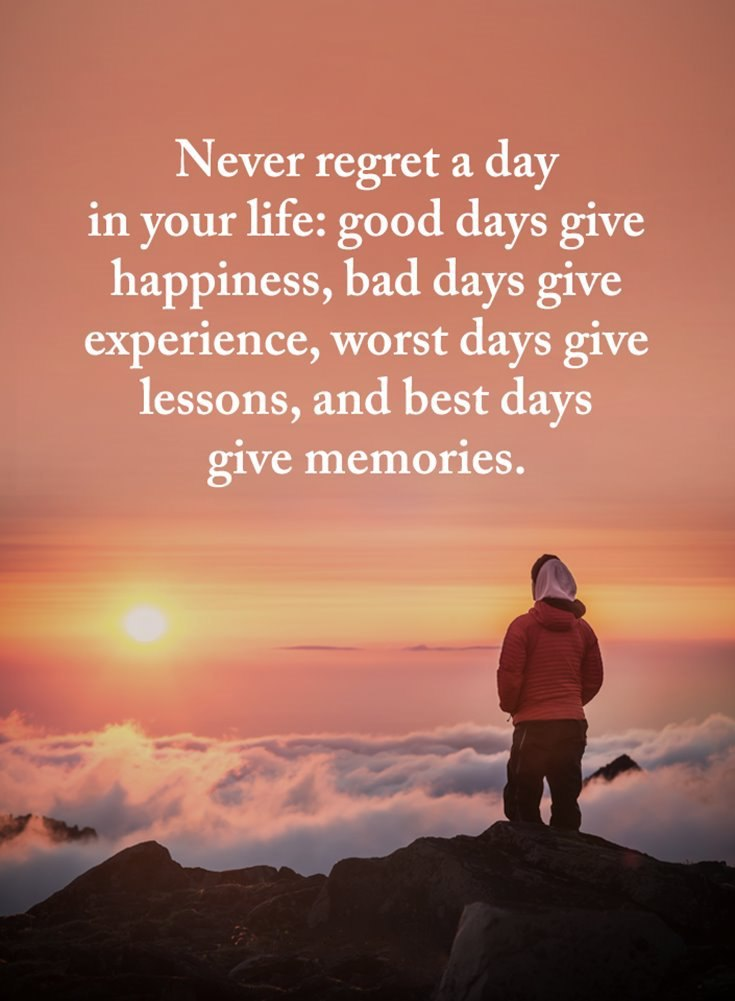 Never regret a day
in your life: good days give
happiness, bad days give
experience, worst days give
lessons, and best days
give memories.